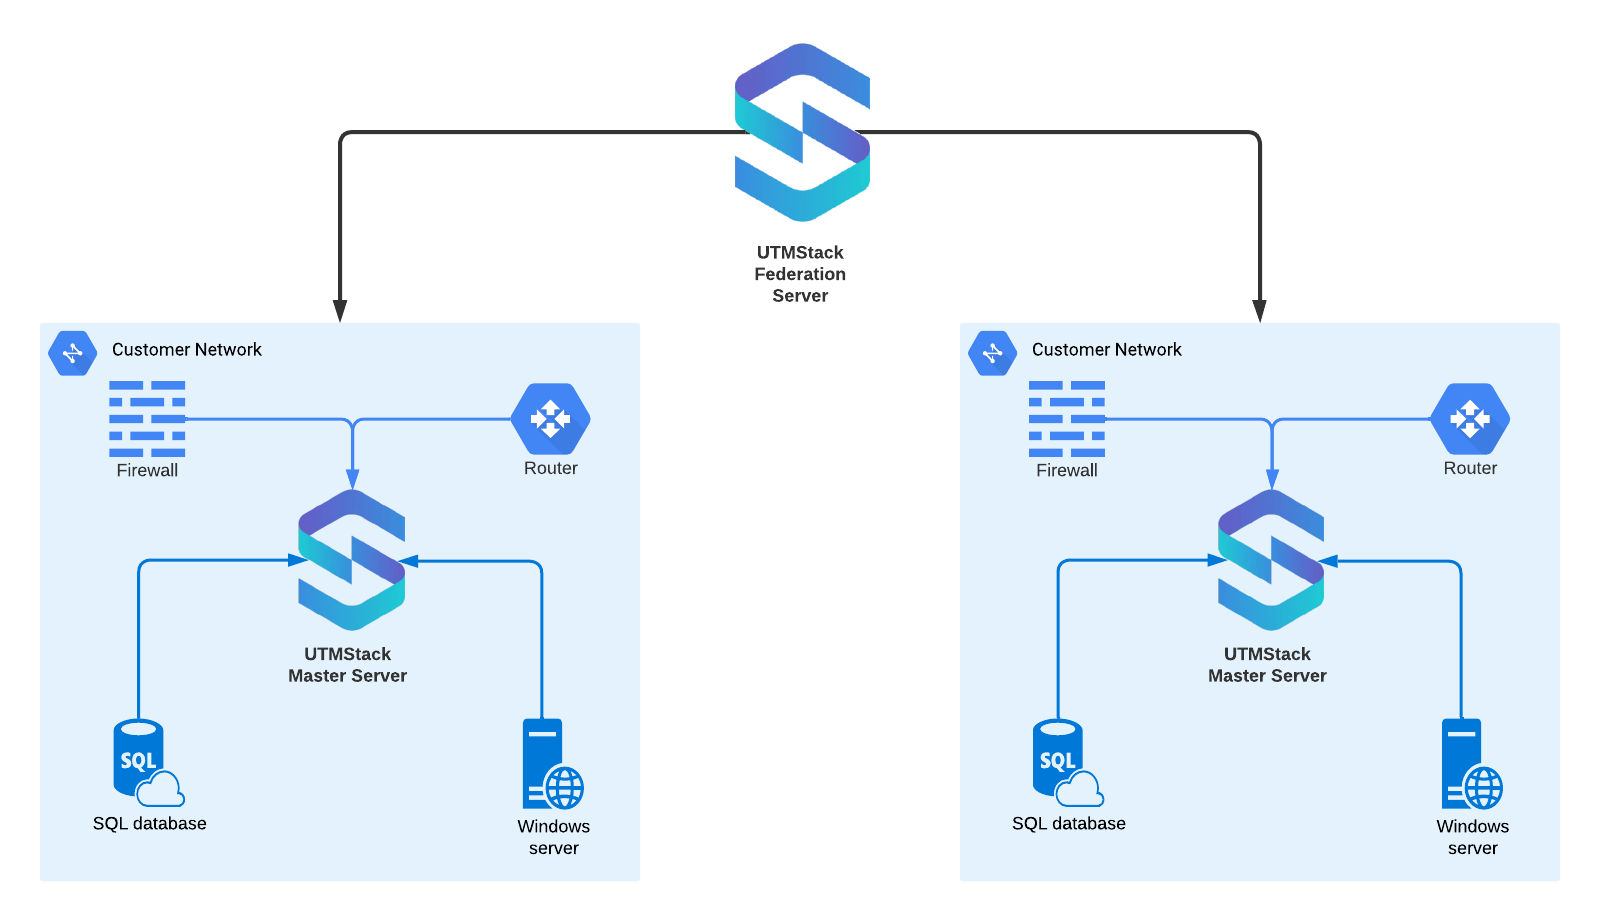 UTMStack
Federation
Server
Customer Network
Firewall
Router
UTMStack
Master Server
SQL
SQL database
Windows
server
Customer Network
Firewall
Router
UTMStack
Master Server
SQL
SQL database
Windows
server